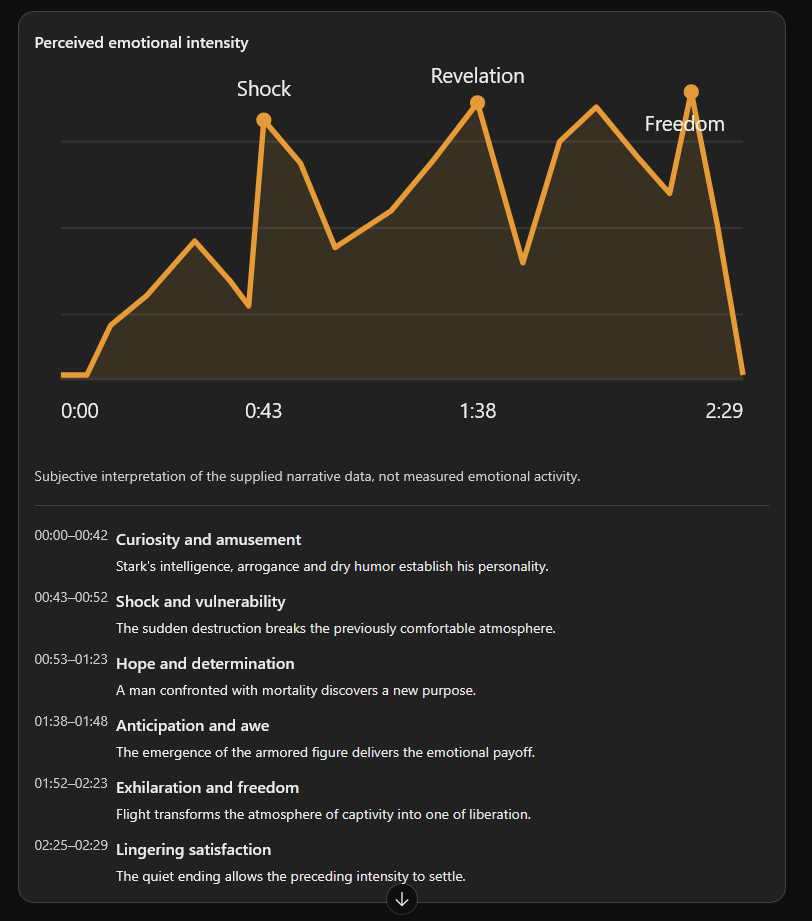 Perceived emotional intensity
Shock
Revelation
Freedom
0:00 0:43 1:38 2:29
Subjective interpretation of the supplied narrative data, not measured emotional activity.
00:00–00:42 Curiosity and amusement
Stark's intelligence, arrogance and dry humor establish his personality.
00:43–00:52 Shock and vulnerability
The sudden destruction breaks the previously comfortable atmosphere.
00:53–01:23 Hope and determination
A man confronted with mortality discovers a new purpose.
01:38–01:48 Anticipation and awe
The emergence of the armored figure delivers the emotional payoff.
01:52–02:23 Exhilaration and freedom
Flight transforms the atmosphere of captivity into one of liberation.
02:25–02:29 Lingering satisfaction
The quiet ending allows the preceding intensity to settle.